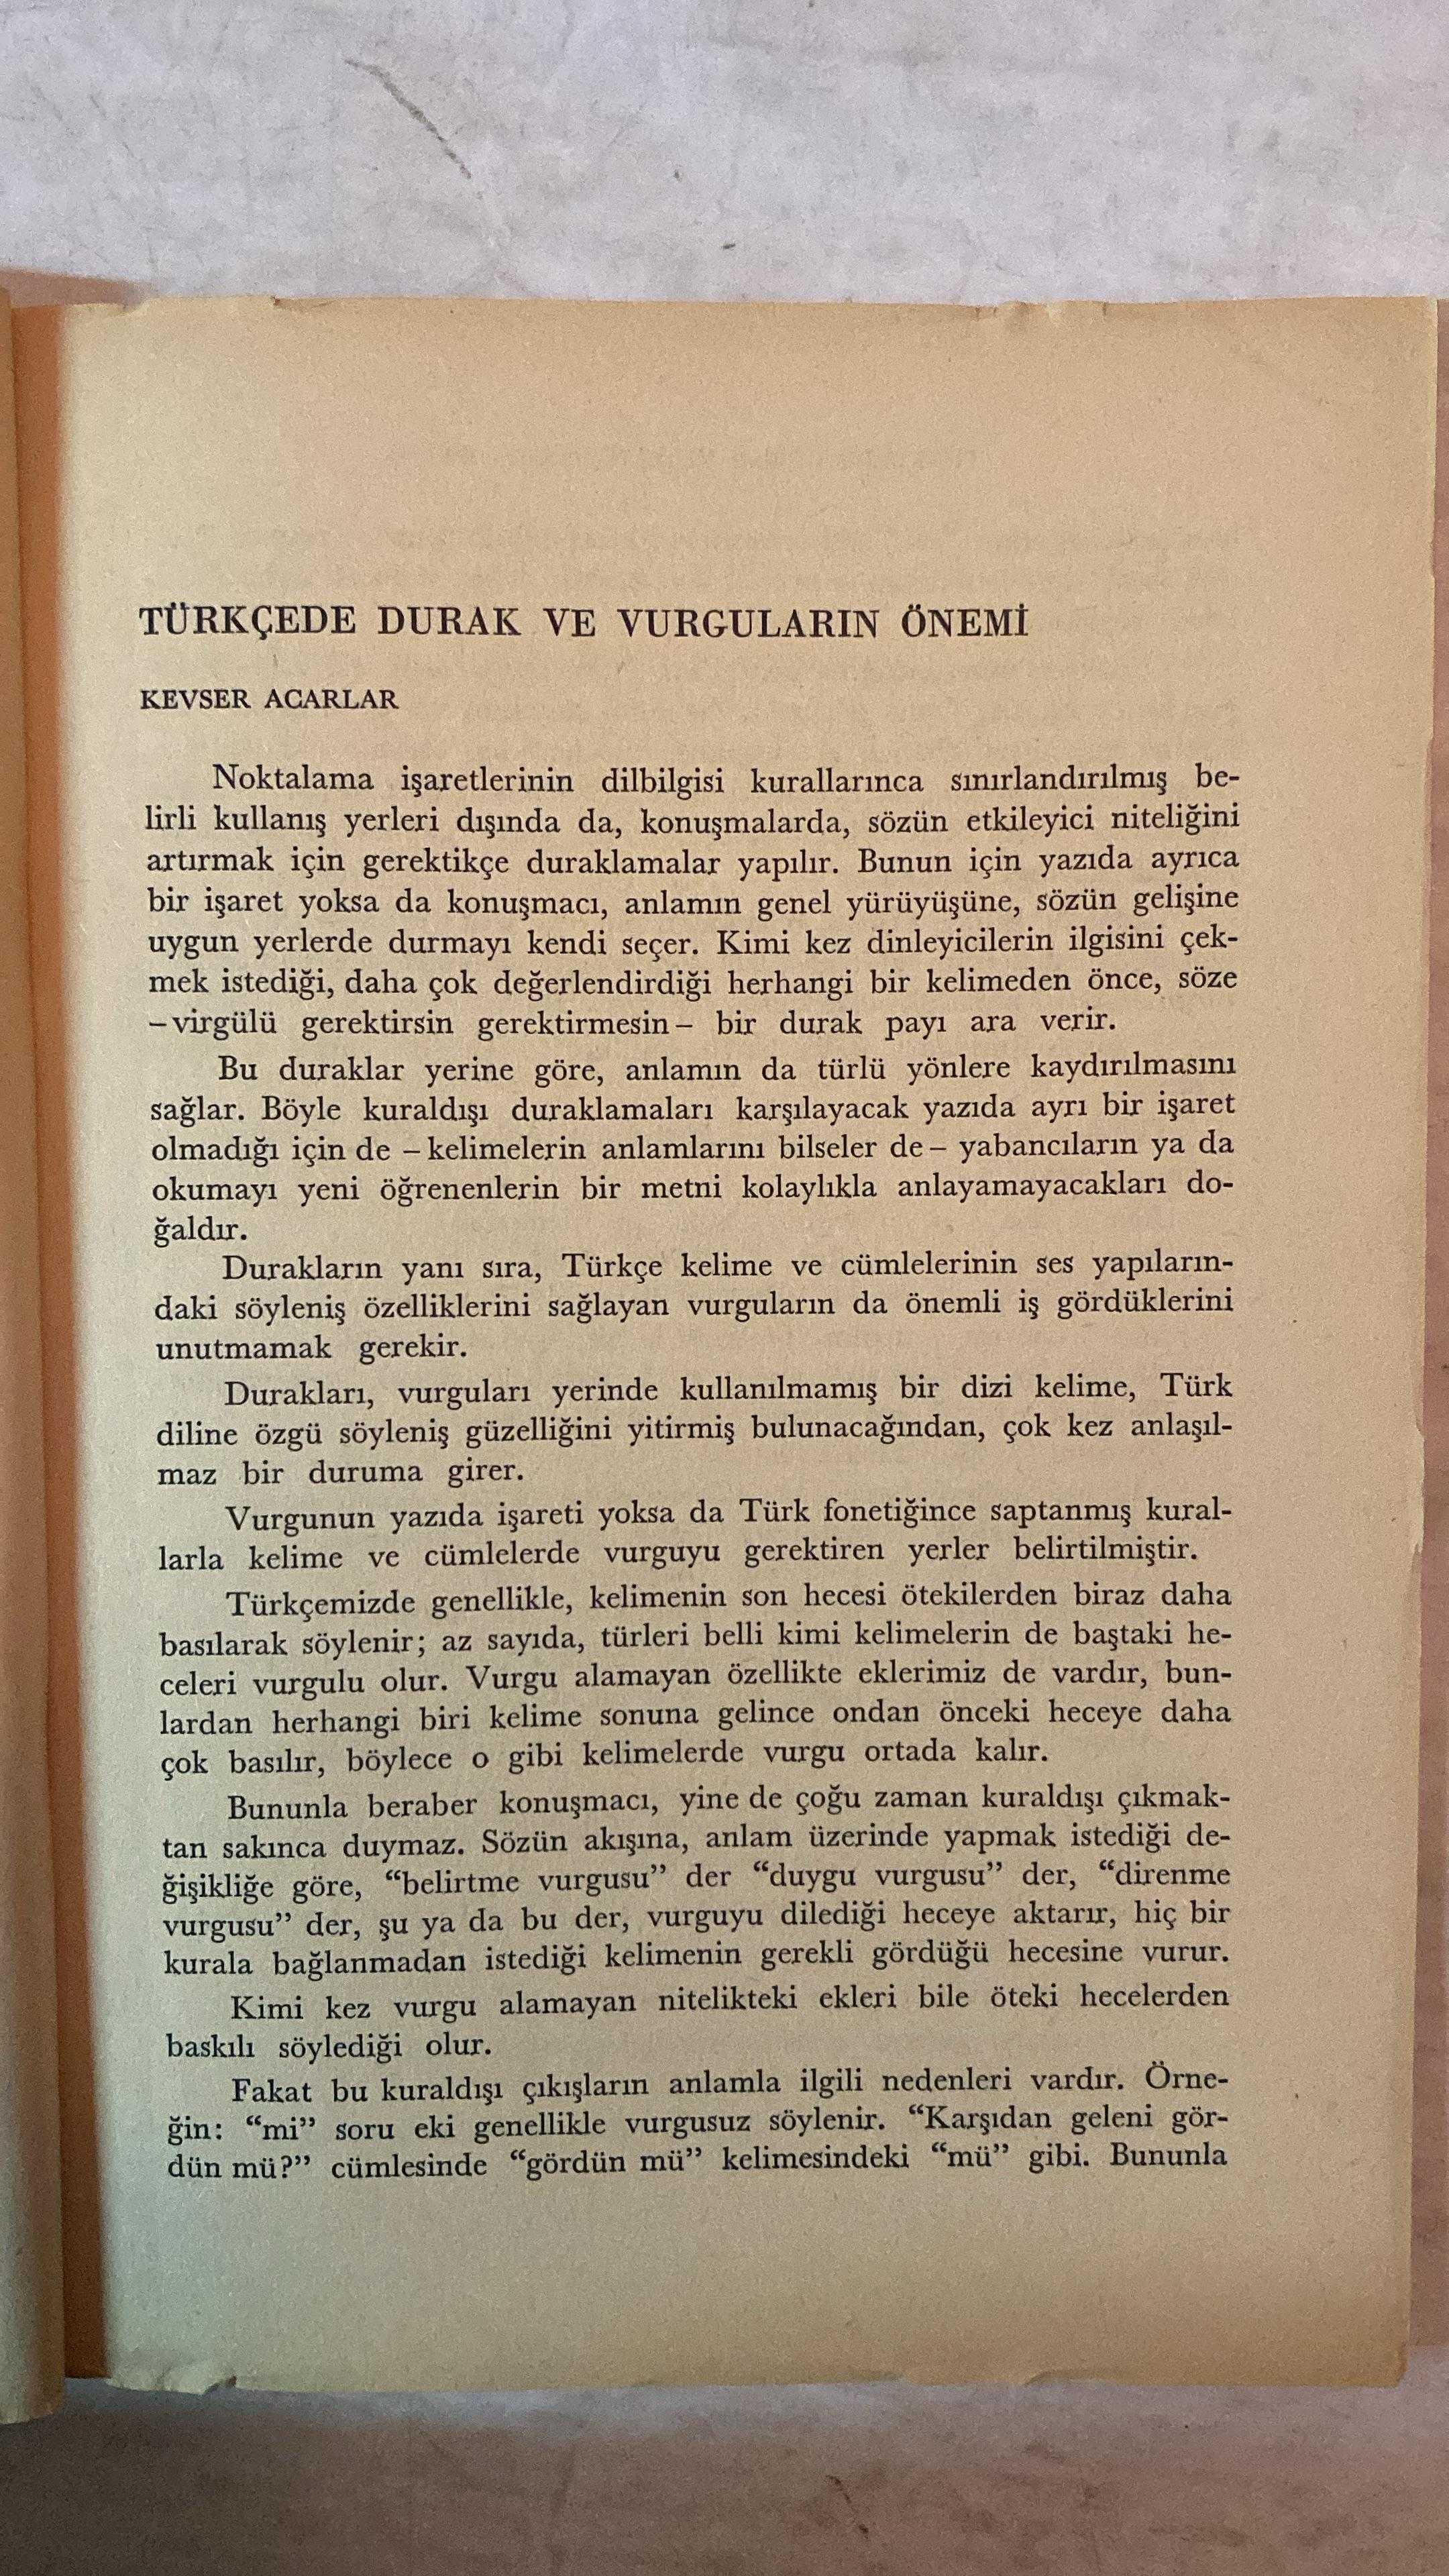 TÜRKÇEDE DURAK VE VURGULARIN ÖNEMİ
KEVSER ACARLAR
Noktalama işaretlerinin dilbilgisi kurallarınca sınırlandırılmış be-
lirli kullanış yerleri dışında da, konuşmalarda, sözün etkileyici niteliğini
artırmak için gerektikçe duraklamalar yapılır. Bunun için yazıda ayrıca
bir işaret yoksa da konuşmacı, anlamın genel yürüyüşüne, sözün gelişine
uygun yerlerde durmayı kendi seçer. Kimi kez dinleyicilerin ilgisini çek-
mek istediği, daha çok değerlendirdiği herhangi bir kelimeden önce, söze
– virgülü gerektirsin gerektirmesin – bir durak payı ara verir.
Bu duraklar yerine göre, anlamın da türlü yönlere kaydırılmasını
sağlar. Böyle kuraldışı duraklamaları karşılayacak yazıda ayrı bir işaret
olmadığı için de – kelimelerin anlamlarını bilseler de – yabancıların ya da
okumayı yeni öğrenenlerin bir metni kolaylıkla anlayamayacakları do-
ğaldır.
Durakların yanı sıra, Türkçe kelime ve cümlelerinin ses yapıların-
daki söyleniş özelliklerini sağlayan vurguların da önemli iş gördüklerini
unutmamak gerekir.
Durakları, vurguları yerinde kullanılmamış bir dizi kelime, Türk
diline özgü söyleniş güzelliğini yitirmiş bulunacağından, çok kez anlaşıl-
maz bir duruma girer.
Vurgunun yazıda işareti yoksa da Türk fonetiğince saptanmış kural-
larla kelime ve cümlelerde vurguyu gerektiren yerler belirtilmiştir.
Türkçemizde genellikle, kelimenin son hecesi ötekilerden biraz daha
basılarak söylenir; az sayıda, türleri belli kimi kelimelerin de baştaki he-
celeri vurgulu olur. Vurgu alamayan özellikte eklerimiz de vardır, bun-
lardan herhangi biri kelime sonuna gelince ondan önceki heceye daha
çok basılır, böylece o gibi kelimelerde vurgu ortada kalır.
Bununla beraber konuşmacı, yine de çoğu zaman kuraldışı çıkmak-
tan sakınca duymaz. Sözün akışına, anlam üzerinde yapmak istediği de-
ğişikliğe göre, “belirtme vurgusu” der “duygu vurgusu” der, “direnme
vurgusu” der, şu ya da bu der, vurguyu dilediği heceye aktarır, hiç bir
kurala bağlanmadan istediği kelimenin gerekli gördüğü hecesine vurur.
Kimi kez vurgu alamayan nitelikteki ekleri bile öteki hecelerden
baskılı söylediği olur.
Fakat bu kuraldışı çıkışların anlamla ilgili nedenleri vardır. Örne-
ğin: “mi” soru eki genellikle vurgusuz söylenir. “Karşıdan geleni gör-
dün mü?” cümlesinde “gördün mü” kelimesindeki “mü” gibi. Bununla